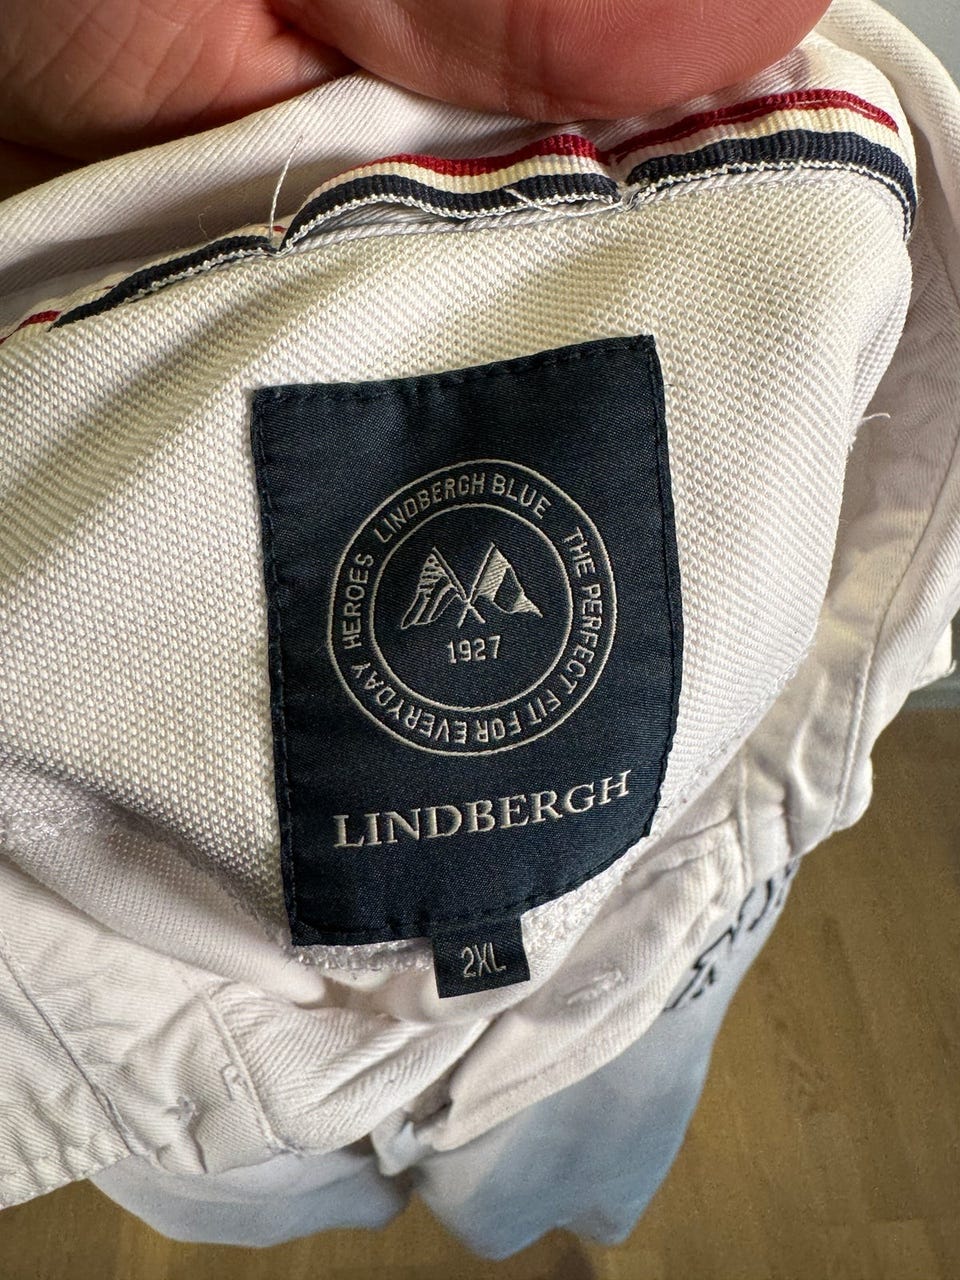 LINDBERGH BLUE
THE PERFECT FIT FOR EVERYDAY HEROES
1927
LINDBERGH
2XL